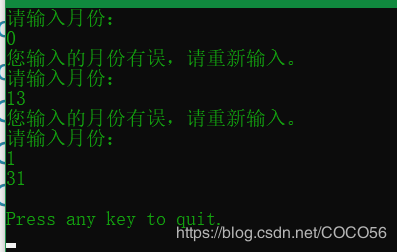 请输入月份：
0
您输入的月份有误，请重新输入。
请输入月份：
13
您输入的月份有误，请重新输入。
请输入月份：
1
31
Press any key to quit.
https://blog.csdn.net/COCO56